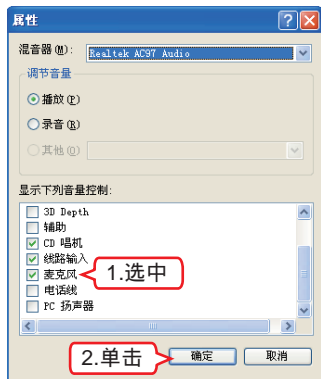 属性
混音器(M):
Realtek AC97 Audio
调节音量
播放(P)
录音(R)
其他(O)
显示下列音量控制:
3D Depth
辅助
CD 唱机
线路输入
麦克风
1.选中
电话线
PC 扬声器
2.单击
确定
取消